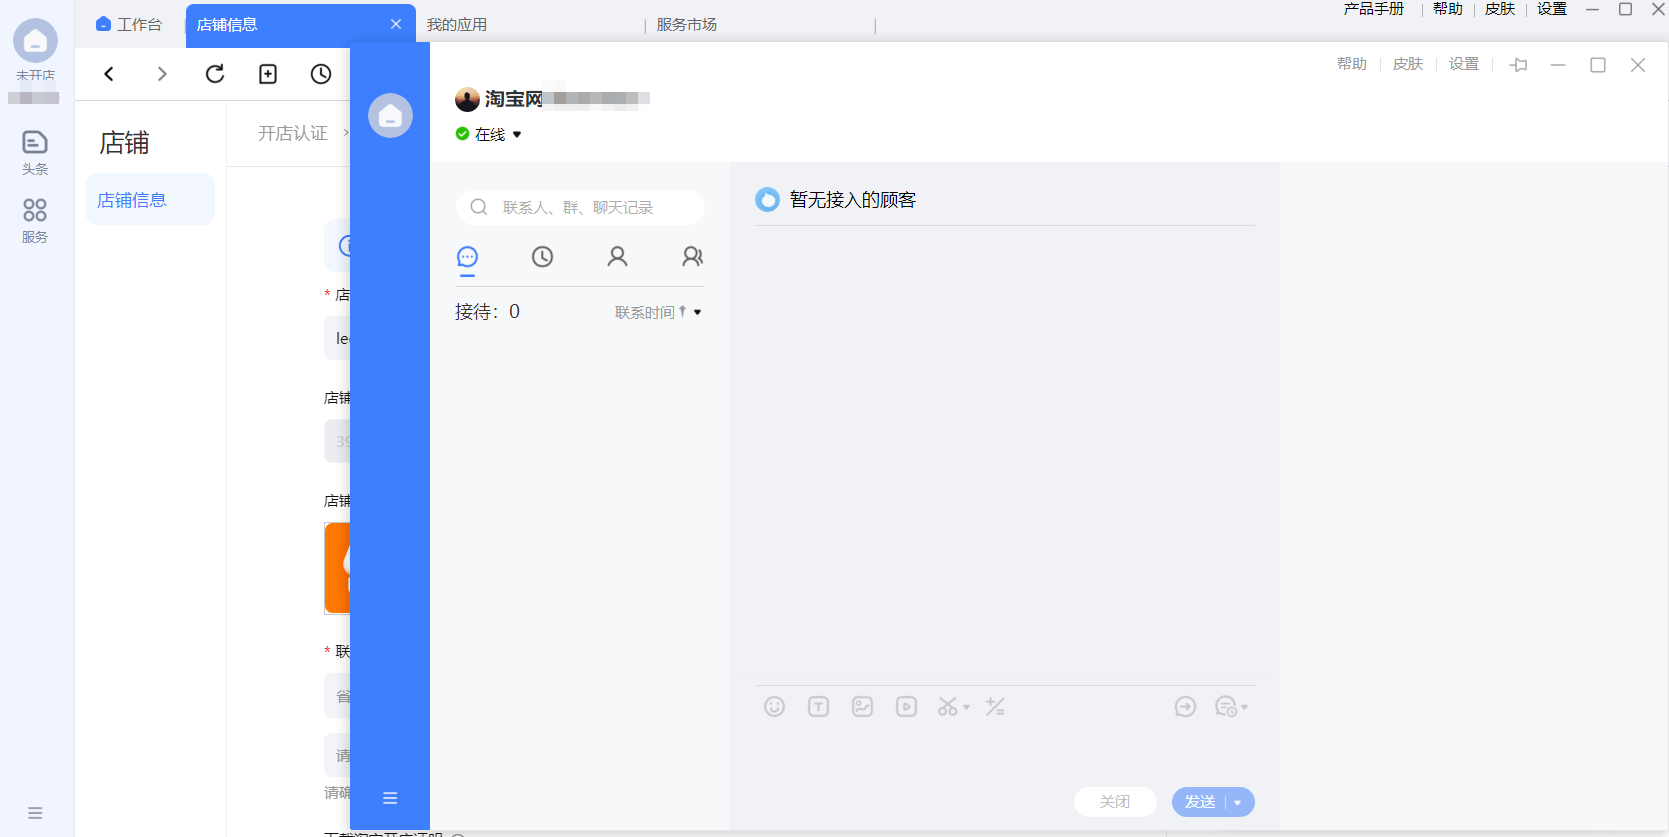 工作台
店铺信息
我的应用
服务市场
产品手册
帮助
皮肤
设置
未开店
头条
服务
店铺
店铺信息
开店认证
* 店
店铺
39
店铺
* 联
省
请
请确
帮助
皮肤
设置
淘宝网
在线
联系人、群、聊天记录
接待：0
联系时间
暂无接入的顾客
关闭
发送